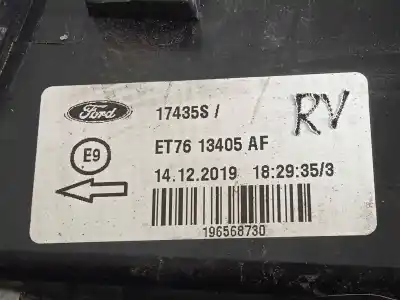 Ford
17435S /
RV
E9
ET76 13405 AF
14.12.2019 18:29:35/3
196568730